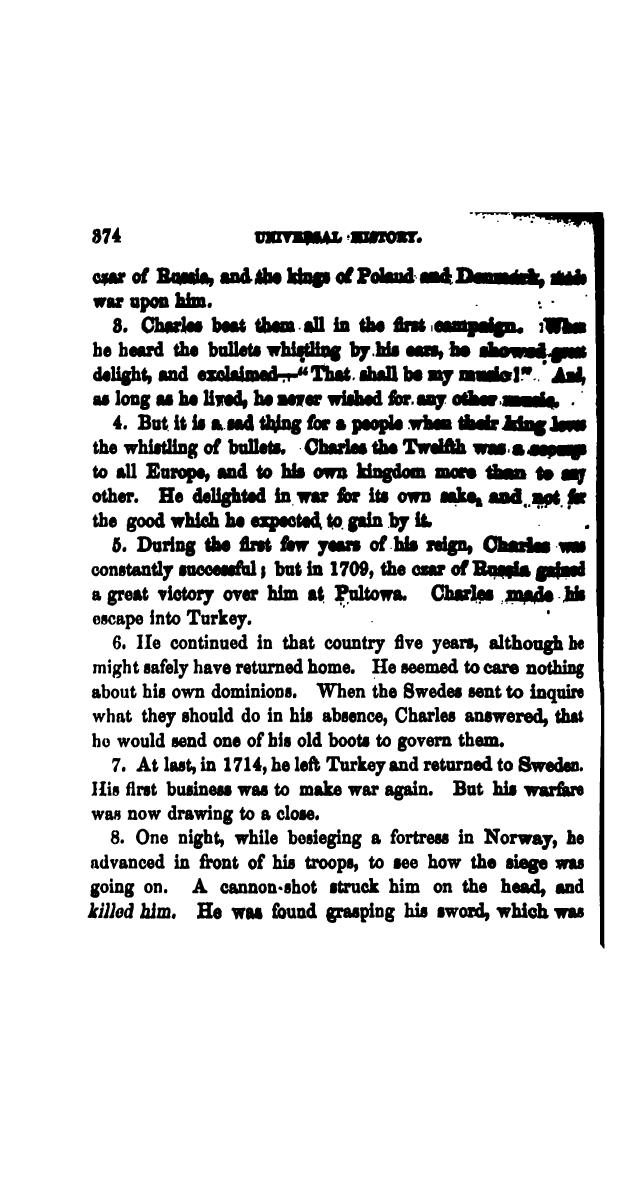 374 UNIVERSAL HISTORY.
czar of Russia, and the kings of Poland and Denmark, made
war upon him.
3. Charles beat them all in the first campaign. When
he heard the bullets whistling by his ears, he showed great
delight, and exclaimed—"That shall be my music!" And,
as long as he lived, he never wished for any other music.
4. But it is a sad thing for a people when their king loves
the whistling of bullets. Charles the Twelfth was a scourge
to all Europe, and to his own kingdom more than to any
other. He delighted in war for its own sake, and not for
the good which he expected to gain by it.
5. During the first few years of his reign, Charles was
constantly successful; but in 1709, the czar of Russia gained
a great victory over him at Pultowa. Charles made his
escape into Turkey.
6. He continued in that country five years, although he
might safely have returned home. He seemed to care nothing
about his own dominions. When the Swedes sent to inquire
what they should do in his absence, Charles answered, that
he would send one of his old boots to govern them.
7. At last, in 1714, he left Turkey and returned to Sweden.
His first business was to make war again. But his warfare
was now drawing to a close.
8. One night, while besieging a fortress in Norway, he
advanced in front of his troops, to see how the siege was
going on. A cannon-shot struck him on the head, and
killed him. He was found grasping his sword, which was